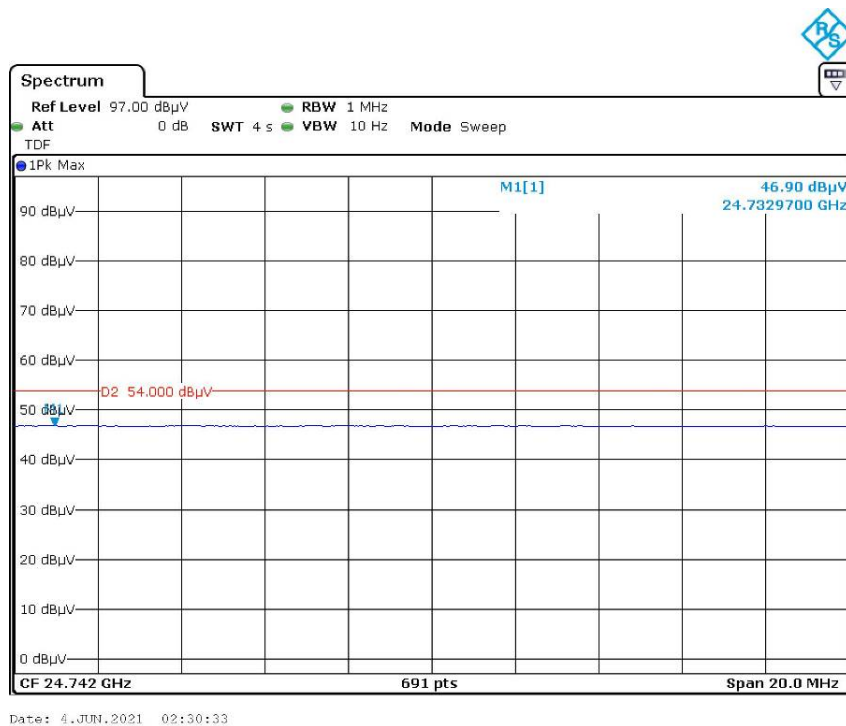 R&S
Spectrum
Ref Level 97.00 dBµV RBW 1 MHz
Att 0 dB SWT 4 s VBW 10 Hz Mode Sweep
TDF
1Pk Max
M1[1] 46.90 dBµV
24.7329700 GHz
90 dBµV
80 dBµV
70 dBµV
60 dBµV
D2 54.000 dBµV
M1
50 dBµV
40 dBµV
30 dBµV
20 dBµV
10 dBµV
0 dBµV
CF 24.742 GHz 691 pts Span 20.0 MHz
Date: 4.JUN.2021 02:30:33